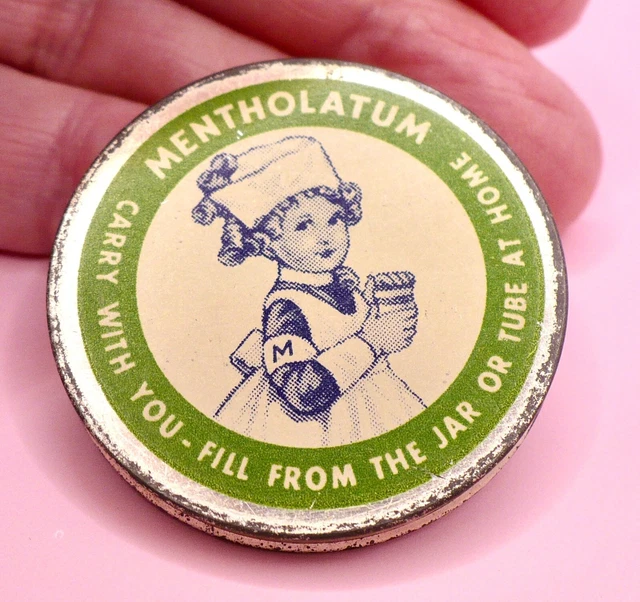 MENTHOLATUM
CARRY WITH YOU - FILL FROM THE JAR OR TUBE AT HOME
M